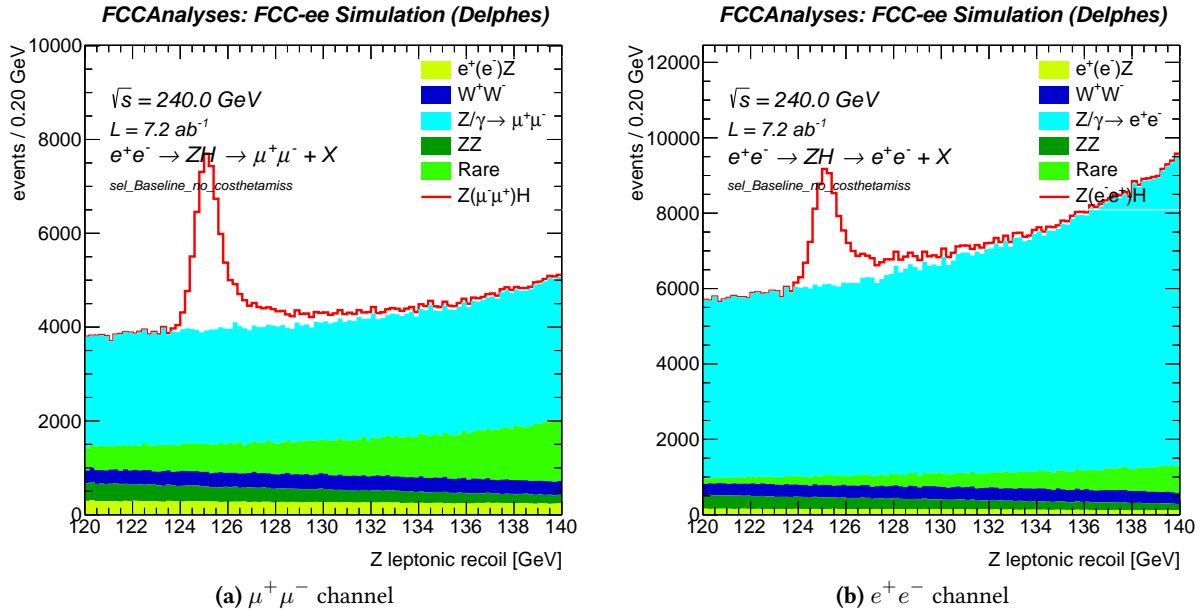 FCCAnalyses: FCC-ee Simulation (Delphes)
events / 0.20 GeV
10000
8000
6000
4000
2000
0
√s = 240.0 GeV
L = 7.2 ab⁻¹
e⁺e⁻ → ZH → μ⁺μ⁻ + X
sel_Baseline_no_costhetamiss
e⁺(e⁻)Z
W⁺W⁻
Z/γ→ μ⁺μ⁻
ZZ
Rare
Z(μ⁻μ⁺)H
120 122 124 126 128 130 132 134 136 138 140
Z leptonic recoil [GeV]
(a) μ⁺μ⁻ channel
FCCAnalyses: FCC-ee Simulation (Delphes)
events / 0.20 GeV
12000
10000
8000
6000
4000
2000
0
√s = 240.0 GeV
L = 7.2 ab⁻¹
e⁺e⁻ → ZH → e⁺e⁻ + X
sel_Baseline_no_costhetamiss
e⁺(e⁻)Z
W⁺W⁻
Z/γ→ e⁺e⁻
ZZ
Rare
Z(e⁻e⁺)H
120 122 124 126 128 130 132 134 136 138 140
Z leptonic recoil [GeV]
(b) e⁺e⁻ channel